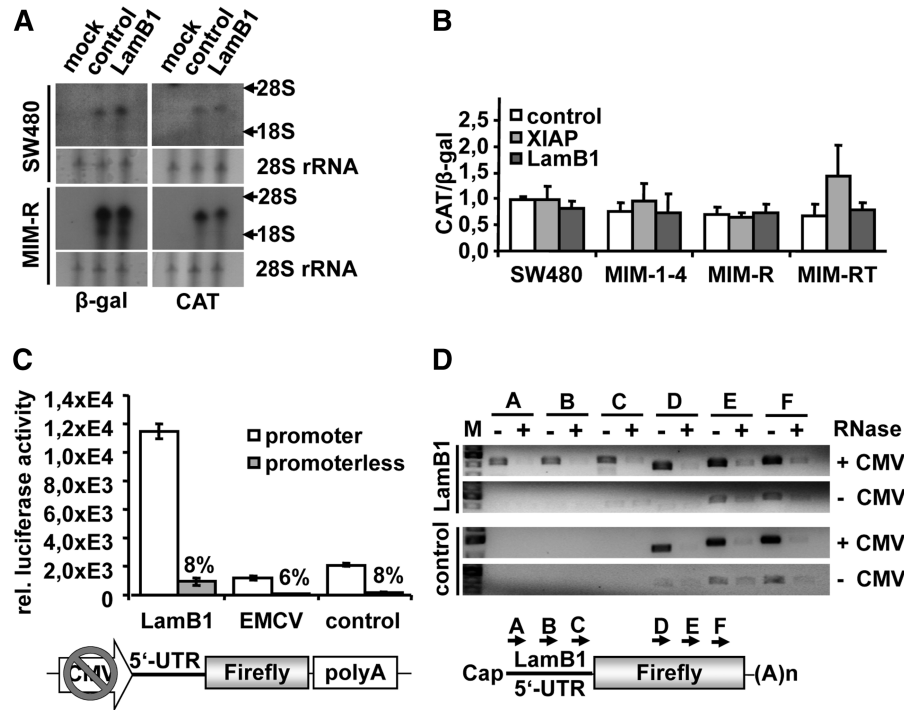 A
mock
control
LamB1
mock
control
LamB1
SW480
28S
18S
28S rRNA
MIM-R
28S
18S
28S rRNA
β-gal
CAT
B
CAT/β-gal
2,5
2,0
1,5
1,0
0,5
0,0
control
XIAP
LamB1
SW480
MIM-1-4
MIM-R
MIM-RT
C
rel. luciferase activity
1,4xE4
1,2xE4
1,0xE4
8,0xE3
6,0xE3
4,0xE3
2,0xE3
0
promoter
promoterless
8%
6%
8%
LamB1
EMCV
control
CMV
5‘-UTR
Firefly
polyA
D
A B C D E F
M - + - + - + - + - + - + RNase
LamB1
+ CMV
- CMV
control
+ CMV
- CMV
A B C D E F
Cap
LamB1
5‘-UTR
Firefly
(A)n